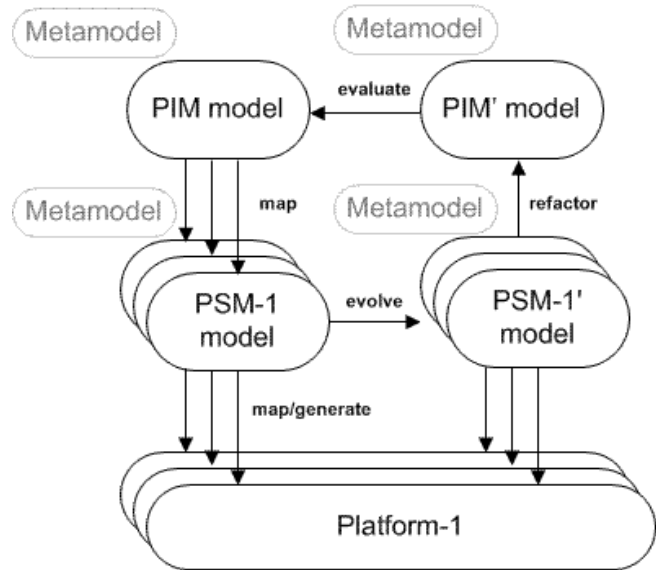 Metamodel
Metamodel
PIM model
evaluate
PIM' model
Metamodel
map
Metamodel
refactor
PSM-1
model
evolve
PSM-1'
model
map/generate
Platform-1